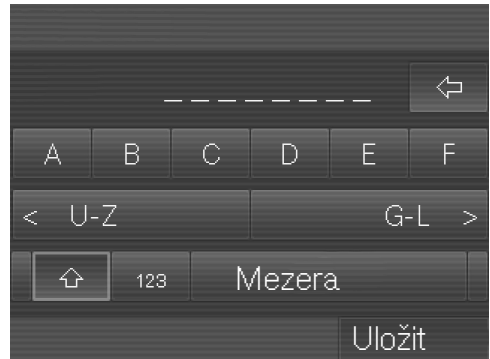 _ _ _ _ _ _ _ _ _
A B C D E F
< U-Z G-L >
123 Mezera
Uložit